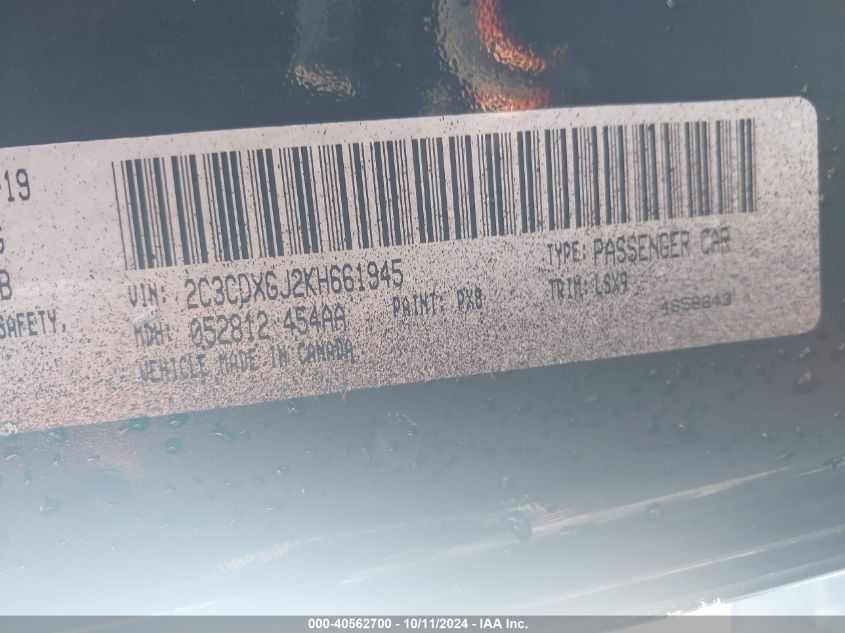 -19
G
B
SAFETY.
VIN: 2C3CDXGJ2KH661945
TYPE: PASSENGER CAR
MDH: 052812 454AA
PAINT: PX8
TRIM: LSX9
VEHICLE MADE IN CANADA
4658843
000-40562700 - 10/11/2024 - IAA Inc.